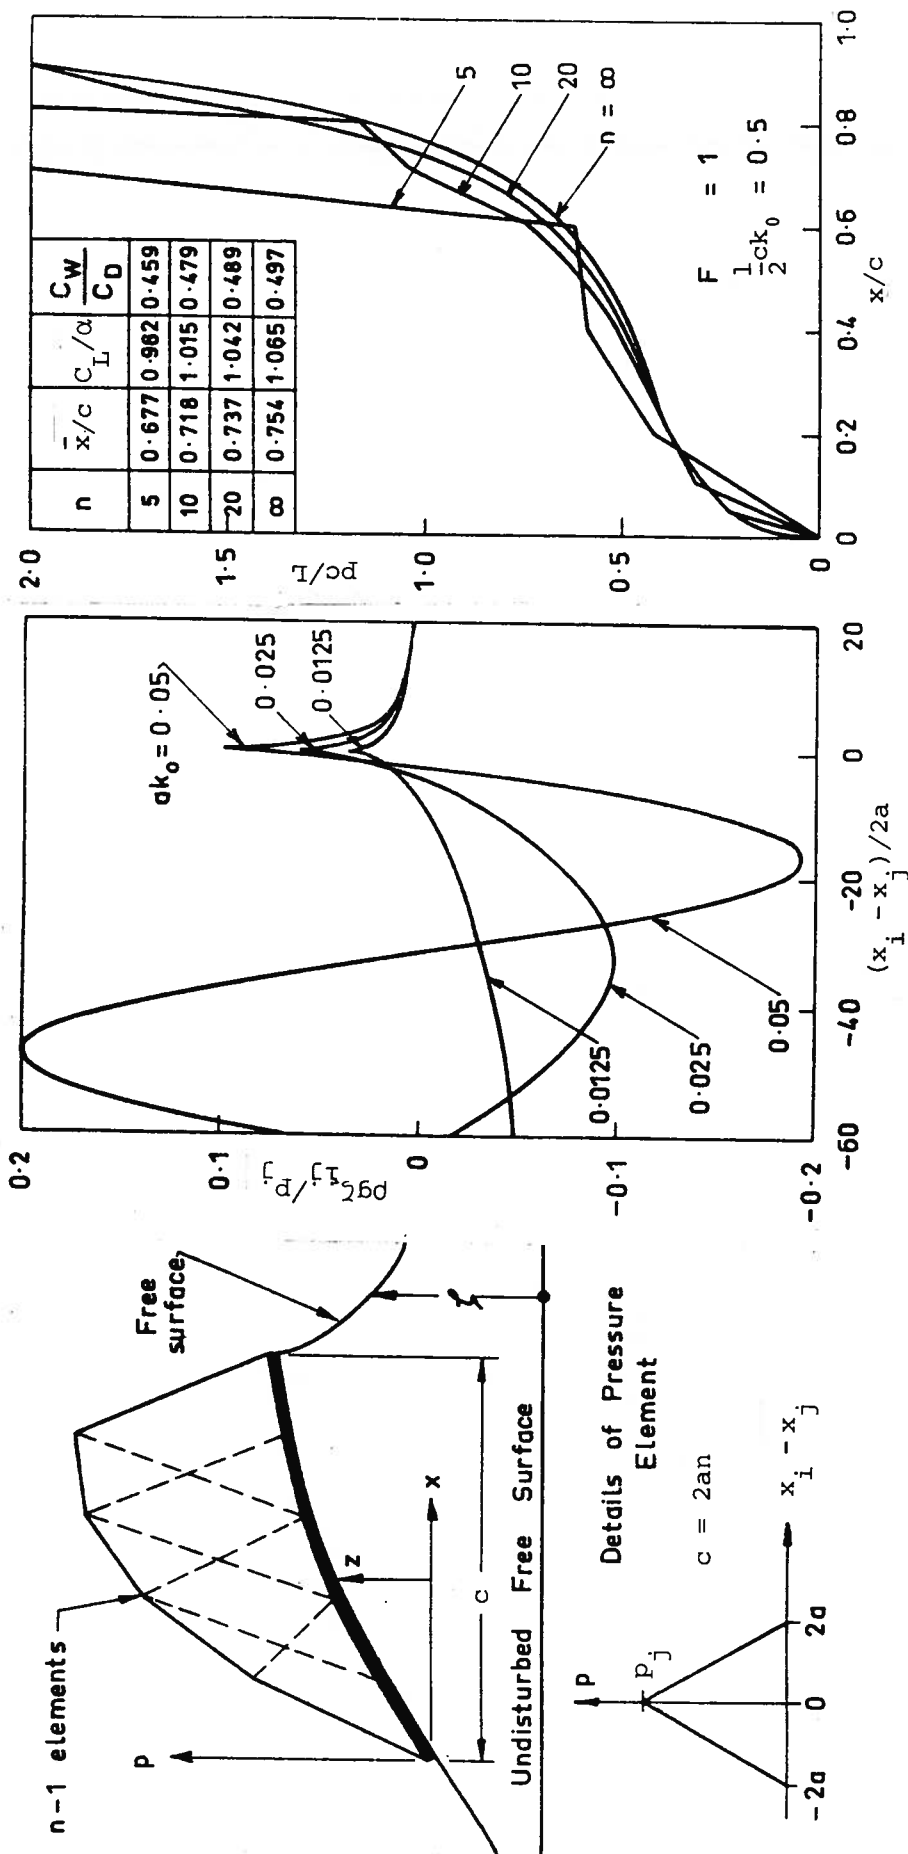 n-1 elements
P
z
x
c
Free
surface
ζ
Undisturbed Free Surface
Details of Pressure
Element
c = 2an
P
p_j
-2a
0
2a
x_i - x_j
0·2
0·1
0
-0·1
-0·2
ρgζ_ij/p_j
ak₀ = 0·05
0·025
0·0125
0·0125
0·025
0·05
-60
-40
-20
0
20
(x_i - x_j)/2a
2·0
1·5
1·0
0·5
0
pc/L
n x̄/c C_L/α C_W/C_D
5 0·677 0·982 0·459
10 0·718 1·015 0·479
20 0·737 1·042 0·489
∞ 0·754 1·065 0·497
5
10
20
n = ∞
F = 1
½ck₀ = 0·5
0
0·2
0·4
0·6
0·8
1·0
x/c